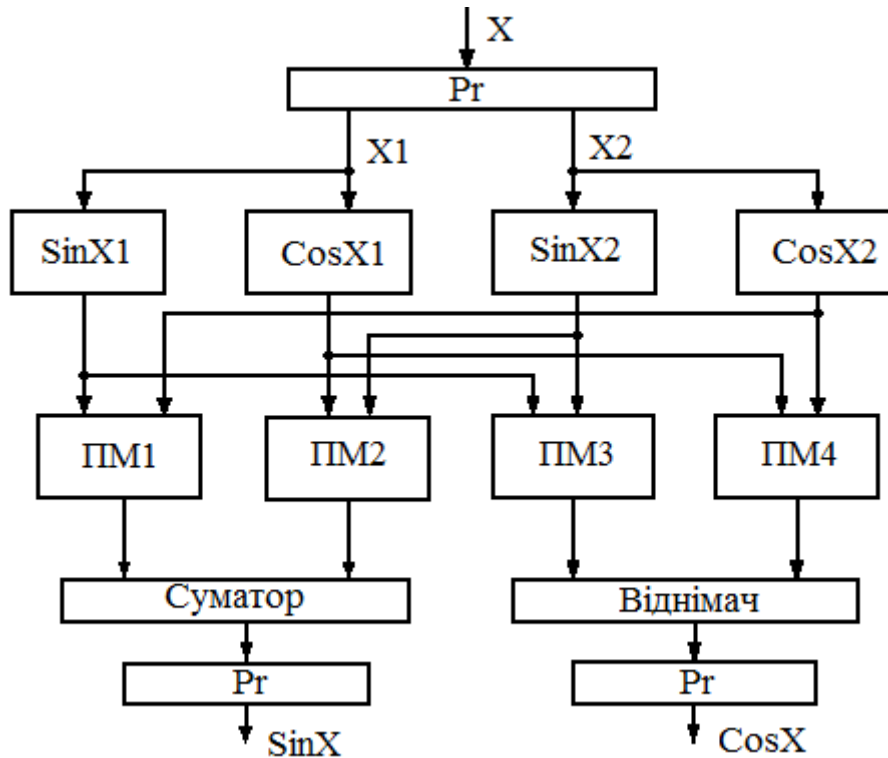 X
Pr
X1
X2
SinX1
CosX1
SinX2
CosX2
ПМ1
ПМ2
ПМ3
ПМ4
Суматор
Віднімач
Pr
Pr
SinX
CosX